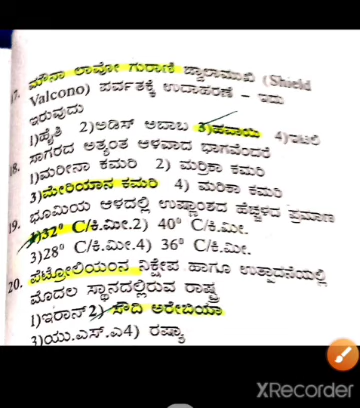 17. ಮೌನಾ ಲಾವೋ ಗುರಾಣಿ ಜ್ವಾಲಾಮುಖಿ (Shield
Valcono) ಪರ್ವತಕ್ಕೆ ಉದಾಹರಣೆ – ಇದು
ಇರುವುದು
1)ಹೈತಿ 2)ಅಡಿಸ್ ಅಬಾಬ 3)ಹವಾಯಿ 4)ಇಟಲಿ
18. ಸಾಗರದ ಅತ್ಯಂತ ಆಳವಾದ ಭಾಗವೆಂದರೆ
1)ಮರೀನಾ ಕಮರಿ 2) ಮರ್ರಿಕಾ ಕಮರಿ
3)ಮೇರಿಯಾನ ಕಮರಿ 4) ಮರಿಕಾ ಕಮರಿ
19. ಭೂಮಿಯ ಆಳದಲ್ಲಿ ಉಷ್ಣಾಂಶದ ಹೆಚ್ಚಳದ ಪ್ರಮಾಣ
1)32° C/ಕಿ.ಮೀ.2) 40° C/ಕಿ.ಮೀ.
3)28° C/ಕಿ.ಮೀ.4) 36° C/ಕಿ.ಮೀ.
20. ಪೆಟ್ರೋಲಿಯಂನ ನಿಕ್ಷೇಪ ಹಾಗೂ ಉತ್ಪಾದನೆಯಲ್ಲಿ
ಮೊದಲ ಸ್ಥಾನದಲ್ಲಿರುವ ರಾಷ್ಟ್ರ
1)ಇರಾನ್ 2) ಸೌದಿ ಅರೇಬಿಯಾ
3)ಯು.ಎಸ್.ಎ4) ರಷ್ಯಾ
XRecorder